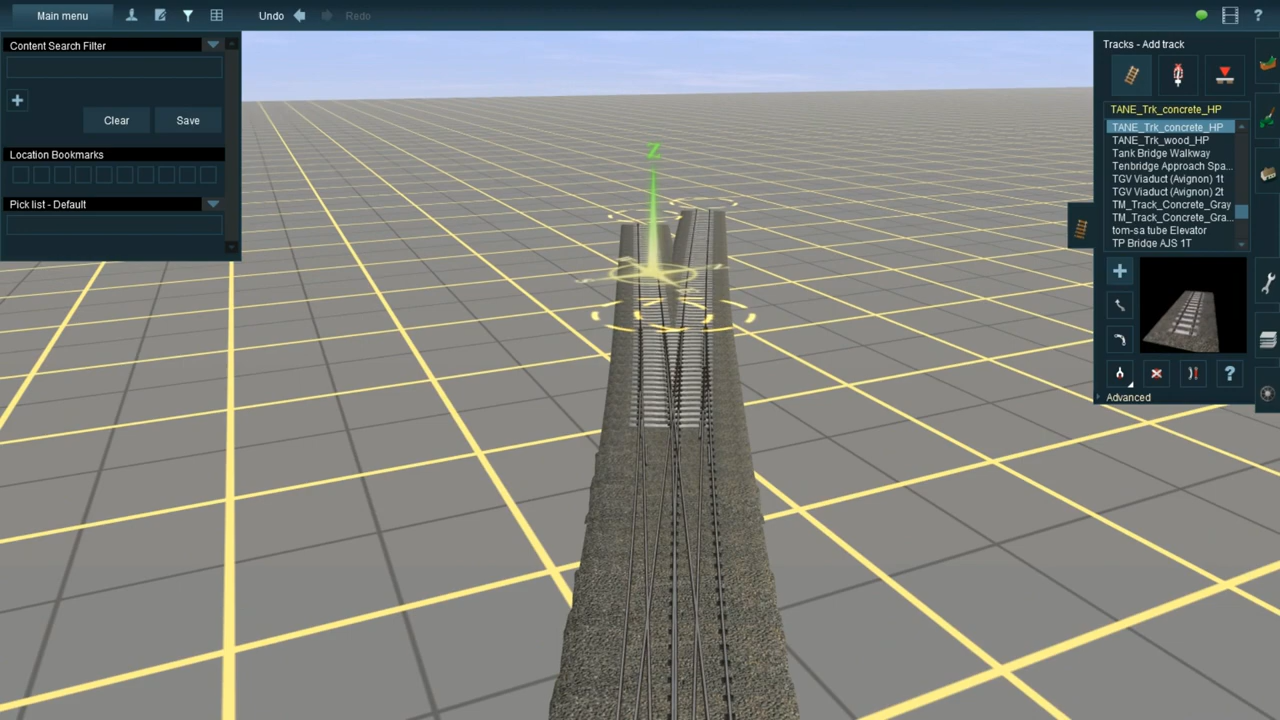 Main menu
Undo
Redo
?
Content Search Filter
Clear
Save
Location Bookmarks
Pick list - Default
Z
Tracks - Add track
TANE_Trk_concrete_HP
TANE_Trk_concrete_HP
TANE_Trk_wood_HP
Tank Bridge Walkway
Tenbridge Approach Spa...
TGV Viaduct (Avignon) 1t
TGV Viaduct (Avignon) 2t
TM_Track_Concrete_Gray
TM_Track_Concrete_Gra...
tom-sa tube Elevator
TP Bridge AJS 1T
?
Advanced